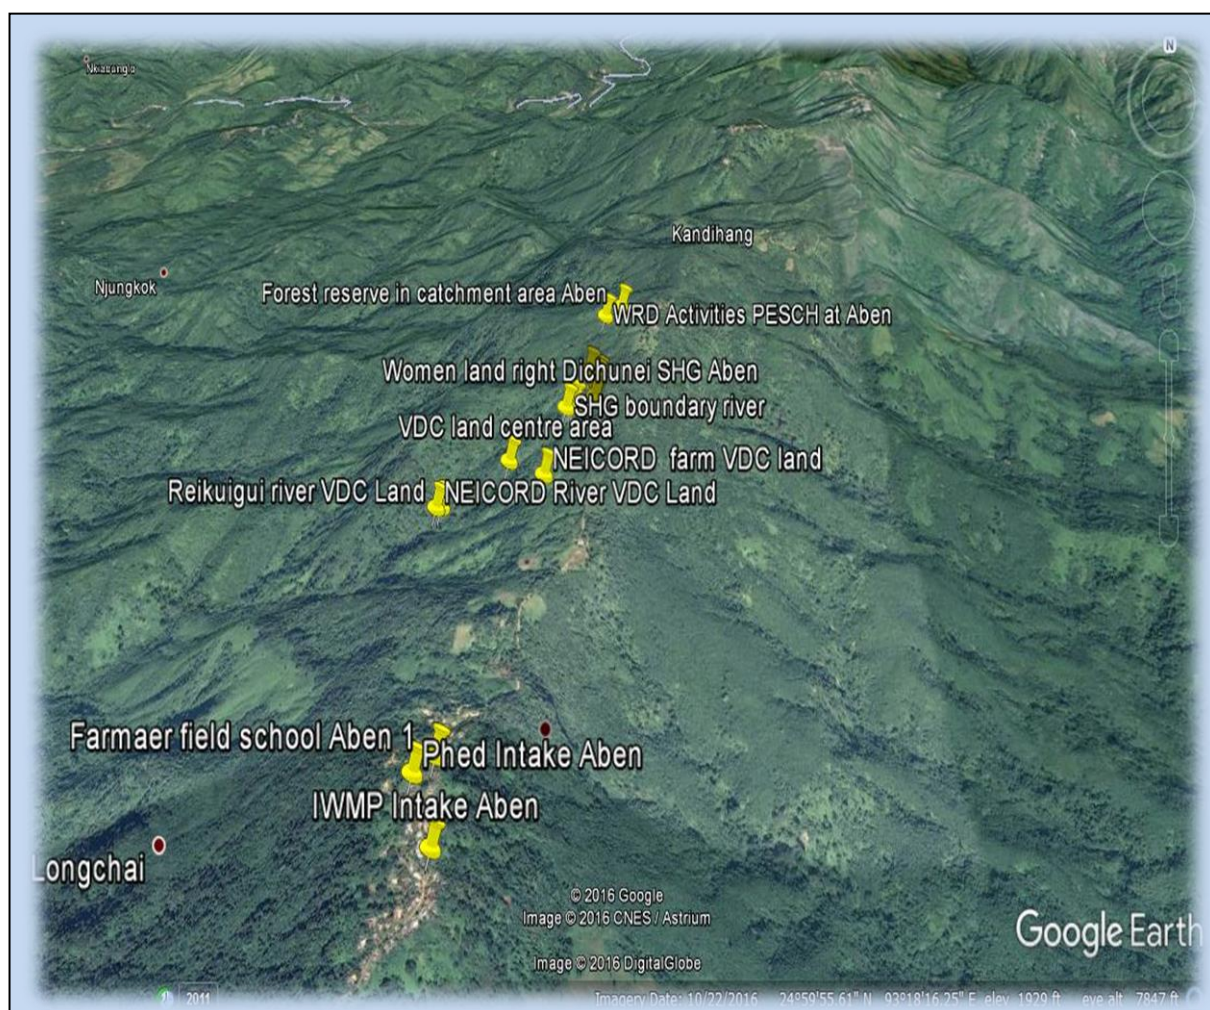 N
Kandihang
Njungkok
Forest reserve in catchment area Aben
WRD Activities PESCH at Aben
Women land right Dichunei SHG Aben
SHG boundary river
VDC land centre area
NEICORD farm VDC land
Reikuigui river VDC Land
NEICORD River VDC Land
Farmaer field school Aben 1
Phed Intake Aben
IWMP Intake Aben
Longchai
© 2016 Google
Image © 2016 CNES / Astrium
Image © 2016 DigitalGlobe
Google Earth
2011
Imagery Date: 10/22/2016 24°59'55.61" N 93°18'16.25" E elev 1929 ft eye alt 7847 ft